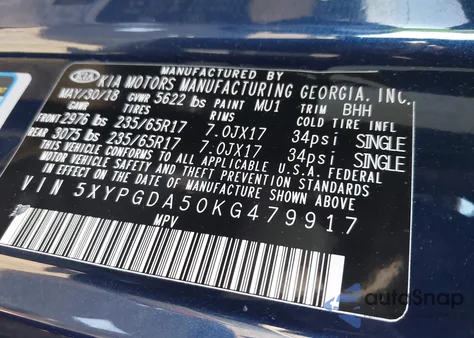 MANUFACTURED BY
KIA KIA MOTORS MANUFACTURING GEORGIA, INC.
MAY/30/18 GVWR 5622 lbs PAINT MU1 TRIM BHH
GAWR TIRES RIMS COLD TIRE INFL
FRONT 2976 lbs 235/65R17 7.0JX17 34psi SINGLE
REAR 3075 lbs 235/65R17 7.0JX17 34psi SINGLE
THIS VEHICLE CONFORMS TO ALL APPLICABLE U.S.A. FEDERAL
MOTOR VEHICLE SAFETY AND THEFT PREVENTION STANDARDS
IN EFFECT ON THE DATE OF MANUFACTURE SHOWN ABOVE.
VIN 5XYPGDA50KG479917
MPV
autoSnap